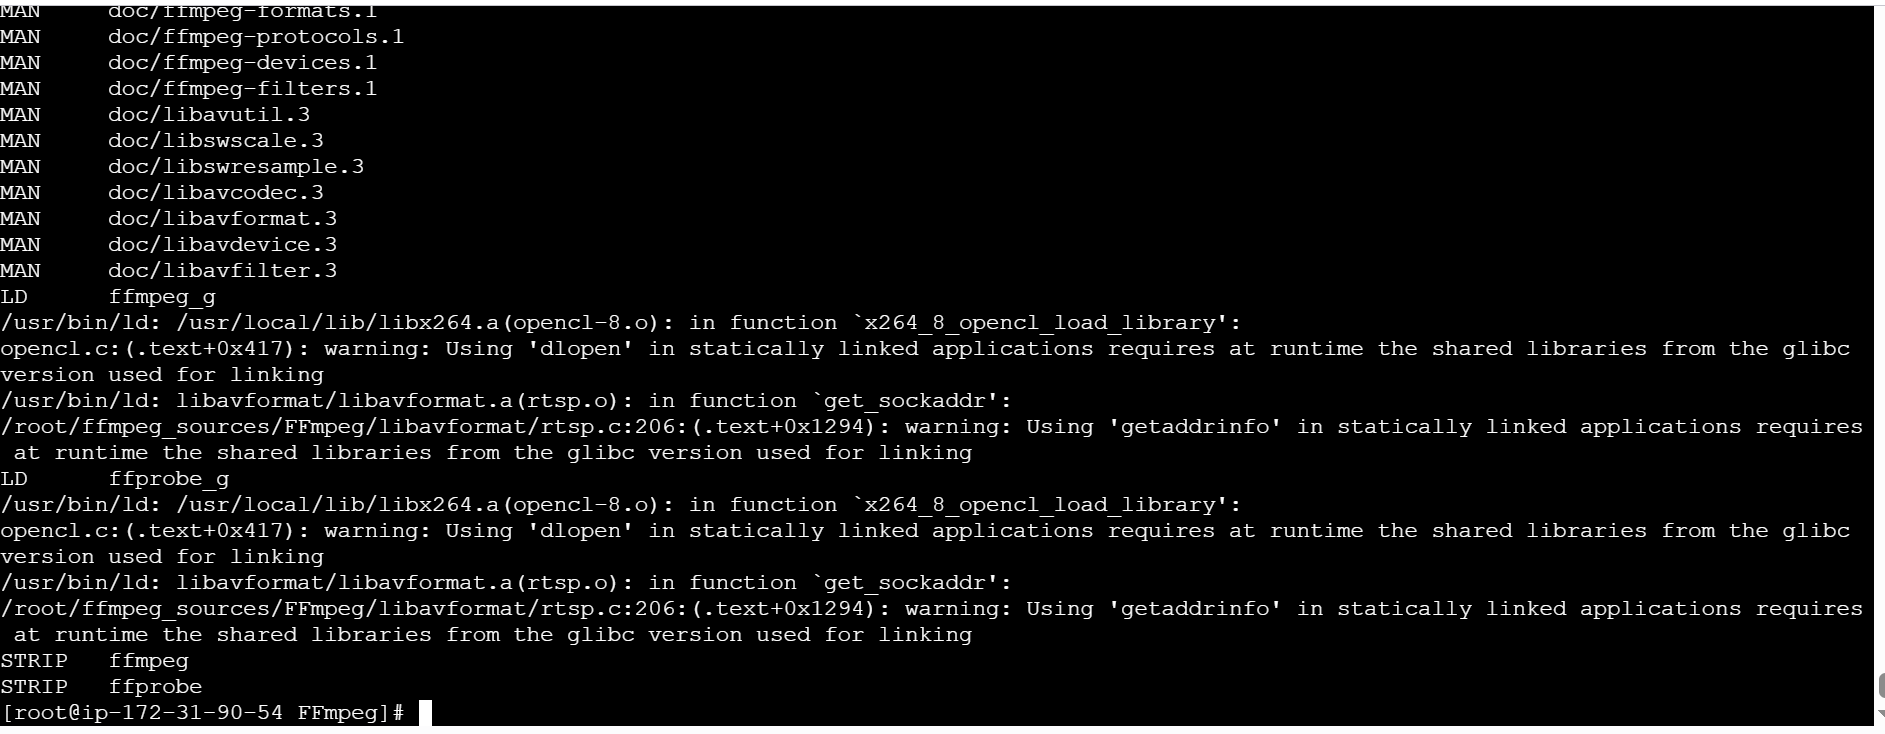 MAN     doc/ffmpeg-formats.1
MAN     doc/ffmpeg-protocols.1
MAN     doc/ffmpeg-devices.1
MAN     doc/ffmpeg-filters.1
MAN     doc/libavutil.3
MAN     doc/libswscale.3
MAN     doc/libswresample.3
MAN     doc/libavcodec.3
MAN     doc/libavformat.3
MAN     doc/libavdevice.3
MAN     doc/libavfilter.3
LD      ffmpeg_g
/usr/bin/ld: /usr/local/lib/libx264.a(opencl-8.o): in function `x264_8_opencl_load_library':
opencl.c:(.text+0x417): warning: Using 'dlopen' in statically linked applications requires at runtime the shared libraries from the glibc
version used for linking
/usr/bin/ld: libavformat/libavformat.a(rtsp.o): in function `get_sockaddr':
/root/ffmpeg_sources/FFmpeg/libavformat/rtsp.c:206:(.text+0x1294): warning: Using 'getaddrinfo' in statically linked applications requires
 at runtime the shared libraries from the glibc version used for linking
LD      ffprobe_g
/usr/bin/ld: /usr/local/lib/libx264.a(opencl-8.o): in function `x264_8_opencl_load_library':
opencl.c:(.text+0x417): warning: Using 'dlopen' in statically linked applications requires at runtime the shared libraries from the glibc
version used for linking
/usr/bin/ld: libavformat/libavformat.a(rtsp.o): in function `get_sockaddr':
/root/ffmpeg_sources/FFmpeg/libavformat/rtsp.c:206:(.text+0x1294): warning: Using 'getaddrinfo' in statically linked applications requires
 at runtime the shared libraries from the glibc version used for linking
STRIP   ffmpeg
STRIP   ffprobe
[root@ip-172-31-90-54 FFmpeg]#